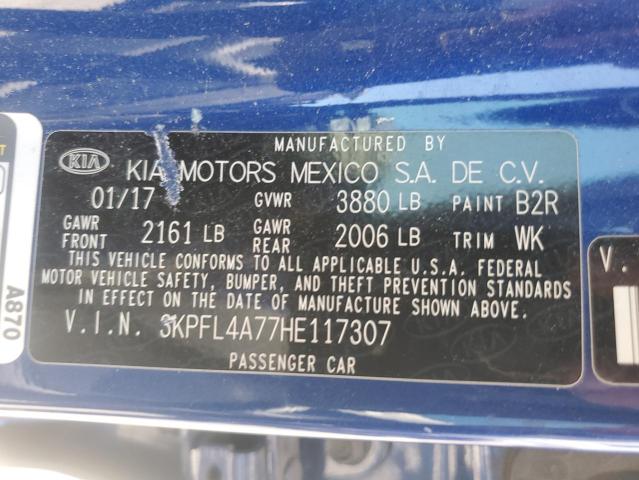 MANUFACTURED BY
KIA KIA MOTORS MEXICO S.A. DE C.V.
01/17 GVWR 3880 LB PAINT B2R
GAWR FRONT 2161 LB GAWR REAR 2006 LB TRIM WK
THIS VEHICLE CONFORMS TO ALL APPLICABLE U.S.A. FEDERAL
MOTOR VEHICLE SAFETY, BUMPER, AND THEFT PREVENTION STANDARDS
IN EFFECT ON THE DATE OF MANUFACTURE SHOWN ABOVE.
V.I.N. 3KPFL4A77HE117307
PASSENGER CAR
A870
V.